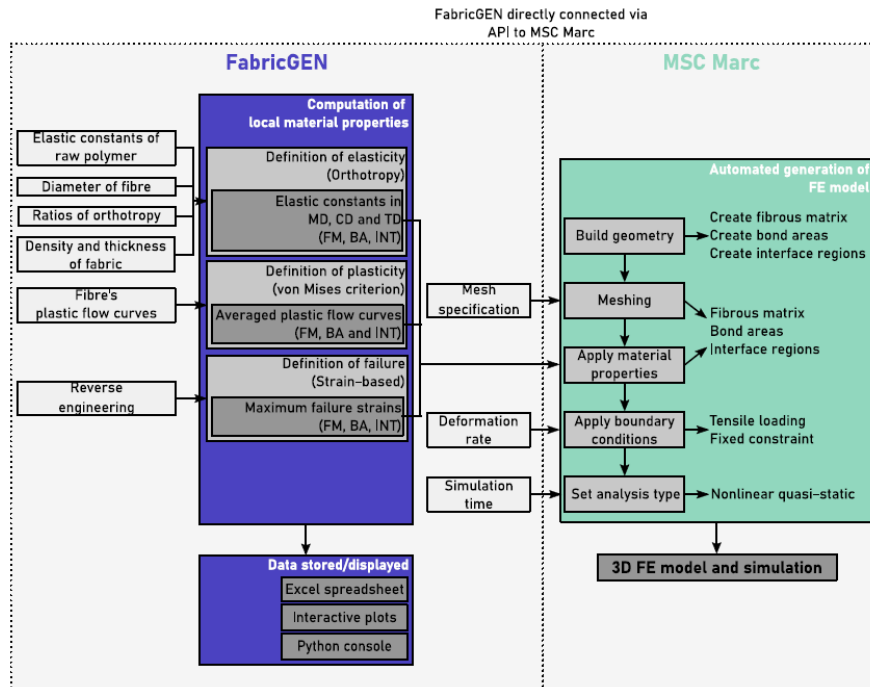 FabricGEN directly connected via
API to MSC Marc
FabricGEN
MSC Marc
Computation of
local material properties
Elastic constants of
raw polymer
Diameter of fibre
Ratios of orthotropy
Density and thickness
of fabric
Definition of elasticity
(Orthotropy)
Elastic constants in
MD, CD and TD
(FM, BA, INT)
Fibre's
plastic flow curves
Definition of plasticity
(von Mises criterion)
Averaged plastic flow curves
(FM, BA and INT)
Reverse
engineering
Definition of failure
(Strain-based)
Maximum failure strains
(FM, BA, INT)
Data stored/displayed
Excel spreadsheet
Interactive plots
Python console
Mesh
specification
Deformation
rate
Simulation
time
Automated generation of
FE model
Build geometry
Create fibrous matrix
Create bond areas
Create interface regions
Meshing
Fibrous matrix
Bond areas
Interface regions
Apply material
properties
Apply boundary
conditions
Tensile loading
Fixed constraint
Set analysis type
Nonlinear quasi-static
3D FE model and simulation